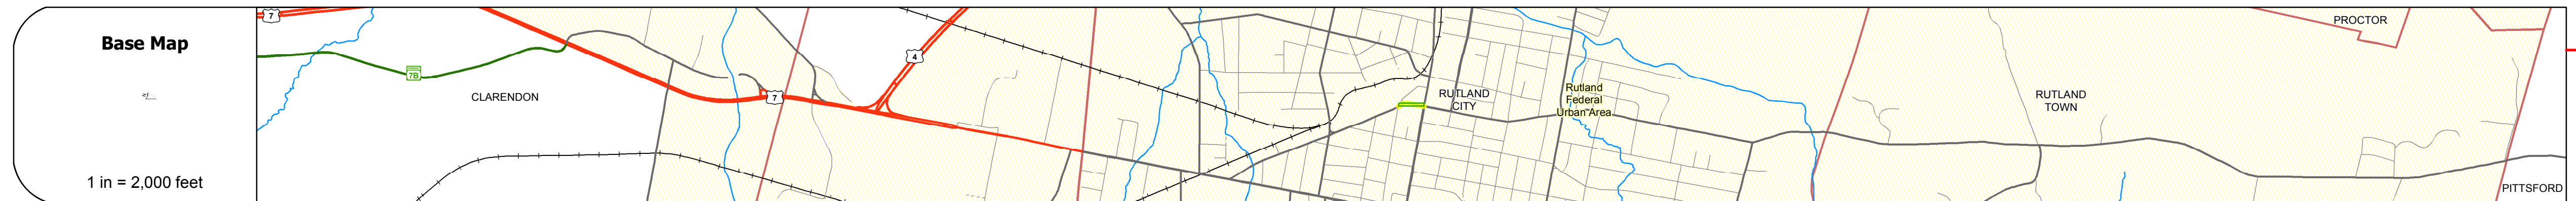 Base Map
1 in = 2,000 feet
7
7B
CLARENDON
7
4
RUTLAND
CITY
Rutland
Federal
Urban Area
RUTLAND
TOWN
PROCTOR
PITTSFORD